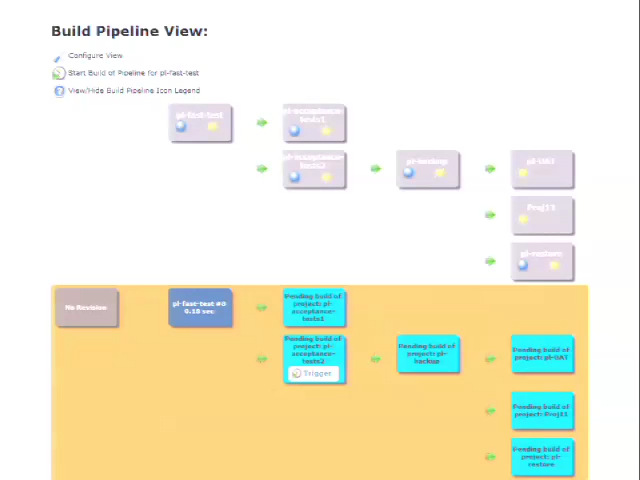 Build Pipeline View:
Configure View
Start Build of Pipeline for pl-fast-test
View/Hide Build Pipeline Icon Legend
pl-fast-test
pl-acceptance-
tests1
pl-acceptance-
tests2
pl-backup
pl-UAT
Proj11
pl-restore
No Revision
pl-fast-test #8
0.18 sec
Pending build of
project: pl-
acceptance-
tests1
Pending build of
project: pl-
acceptance-
tests2
Trigger
Pending build of
project: pl-
backup
Pending build of
project: pl-UAT
Pending build of
project: Proj11
Pending build of
project: pl-
restore